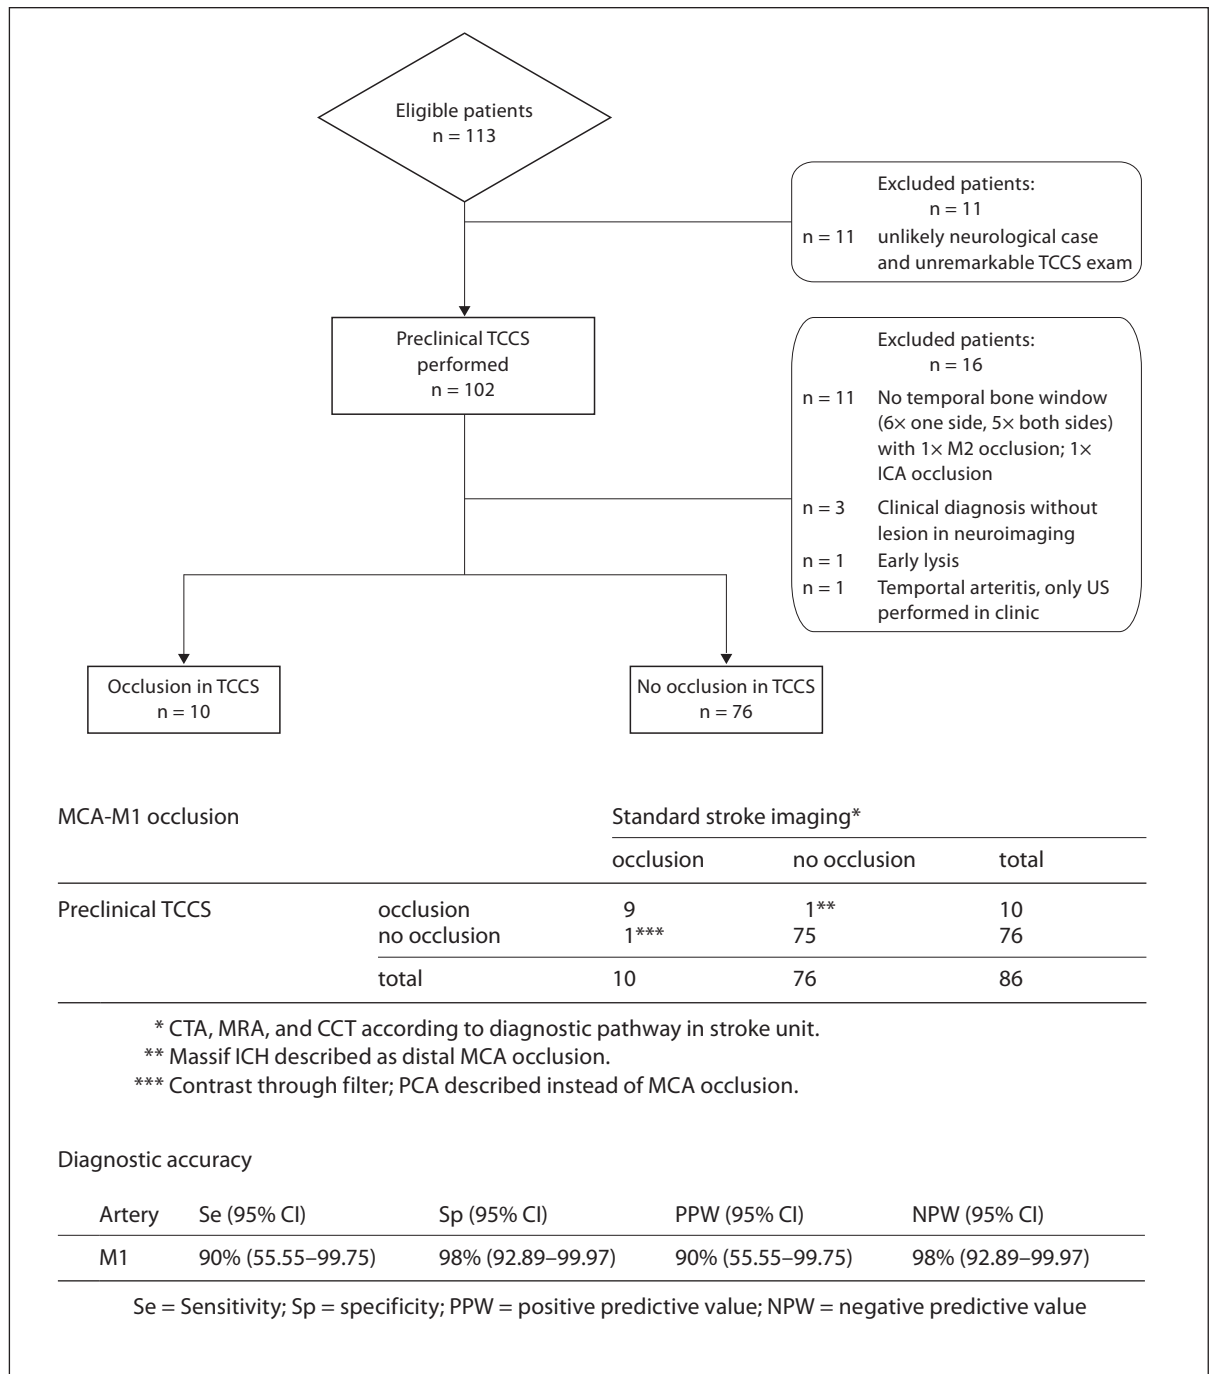 Eligible patients
n = 113
Excluded patients:
n = 11
n = 11 unlikely neurological case
and unremarkable TCCS exam
Preclinical TCCS
performed
n = 102
Excluded patients:
n = 16
n = 11 No temporal bone window
(6× one side, 5× both sides)
with 1× M2 occlusion; 1×
ICA occlusion
n = 3 Clinical diagnosis without
lesion in neuroimaging
n = 1 Early lysis
n = 1 Temportal arteritis, only US
performed in clinic
Occlusion in TCCS
n = 10
No occlusion in TCCS
n = 76
MCA-M1 occlusion Standard stroke imaging*
occlusion no occlusion total
Preclinical TCCS occlusion 9 1** 10
no occlusion 1*** 75 76
total 10 76 86
* CTA, MRA, and CCT according to diagnostic pathway in stroke unit.
** Massif ICH described as distal MCA occlusion.
*** Contrast through filter; PCA described instead of MCA occlusion.
Diagnostic accuracy
Artery Se (95% CI) Sp (95% CI) PPW (95% CI) NPW (95% CI)
M1 90% (55.55–99.75) 98% (92.89–99.97) 90% (55.55–99.75) 98% (92.89–99.97)
Se = Sensitivity; Sp = specificity; PPW = positive predictive value; NPW = negative predictive value